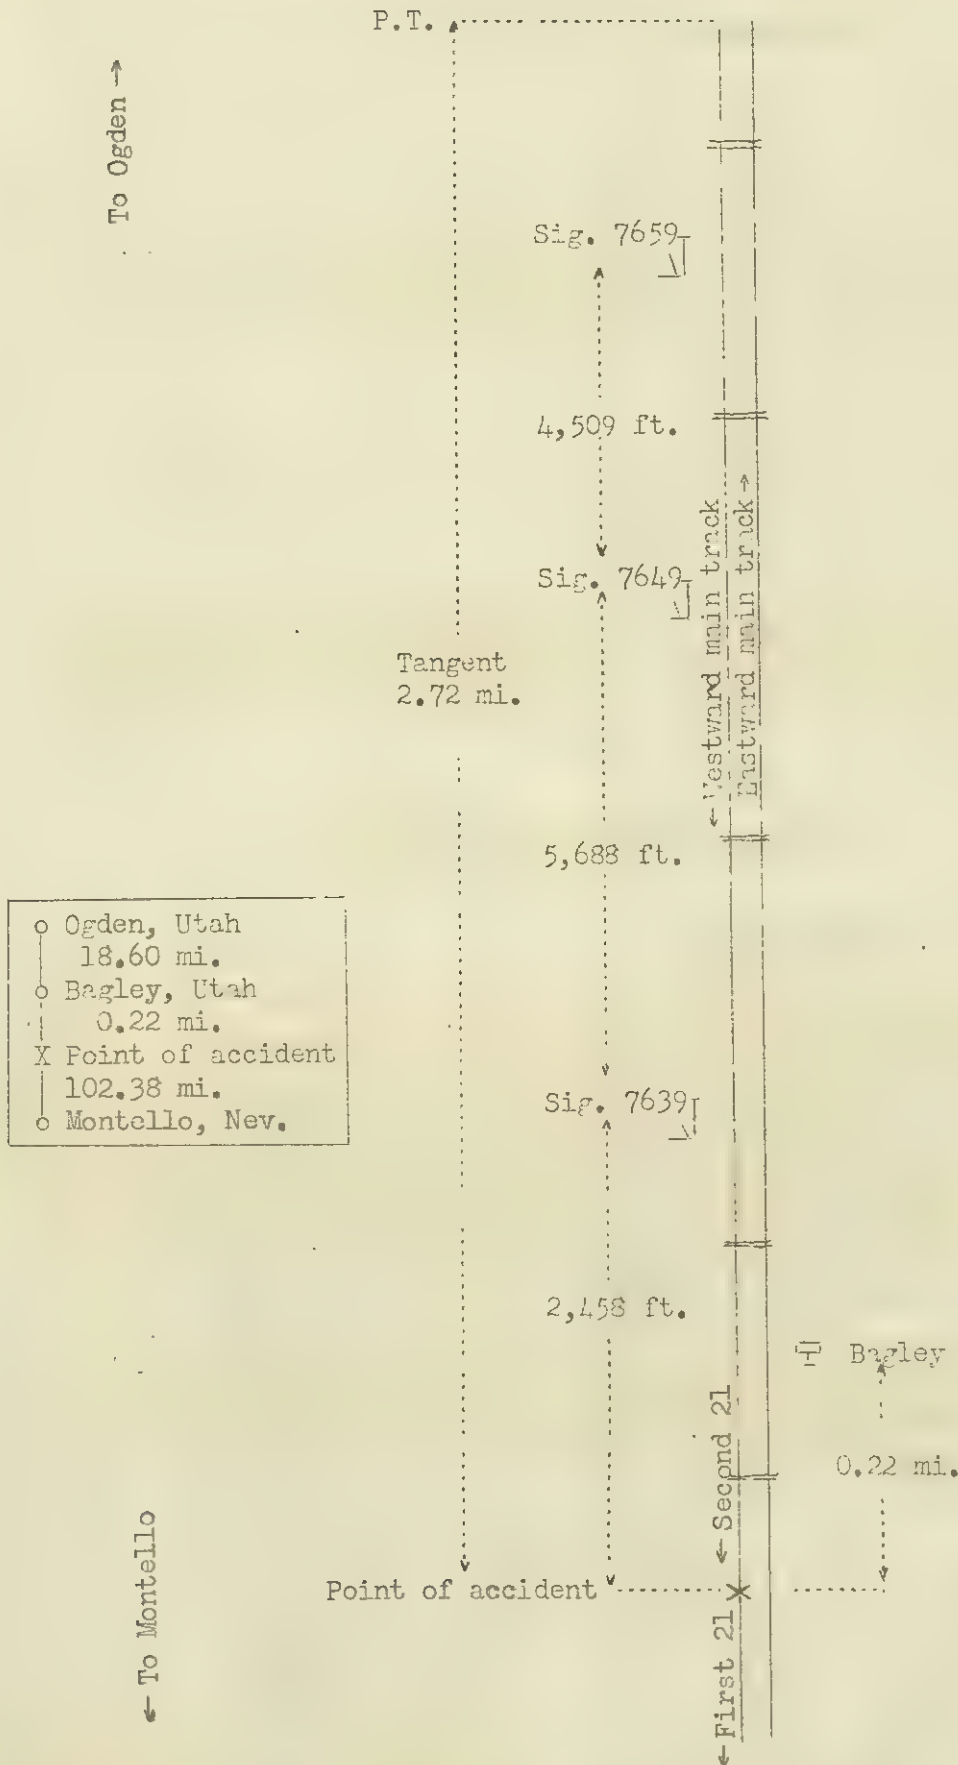 P.T.
To Ogden →
Sig. 7659
4,509 ft.
Sig. 7649
← Westward main track
Eastward main track →
Tangent
2.72 mi.
5,688 ft.
Ogden, Utah
18.60 mi.
Bagley, Utah
0.22 mi.
X Point of accident
102.38 mi.
Montello, Nev.
Sig. 7639
2,458 ft.
Bagley
0.22 mi.
← Second 21
Point of accident
X
← First 21
← To Montello